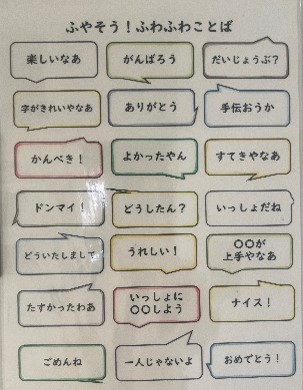 ふやそう！ふわふわことば
楽しいなあ
がんばろう
だいじょうぶ？
字がきれいやなあ
ありがとう
手伝おうか
かんぺき！
よかったやん
すてきやなあ
ドンマイ！
どうしたん？
いっしょだね
どういたしまして
うれしい！
〇〇が
上手やなあ
たすかったわあ
いっしょに
〇〇しよう
ナイス！
ごめんね
一人じゃないよ
おめでとう！